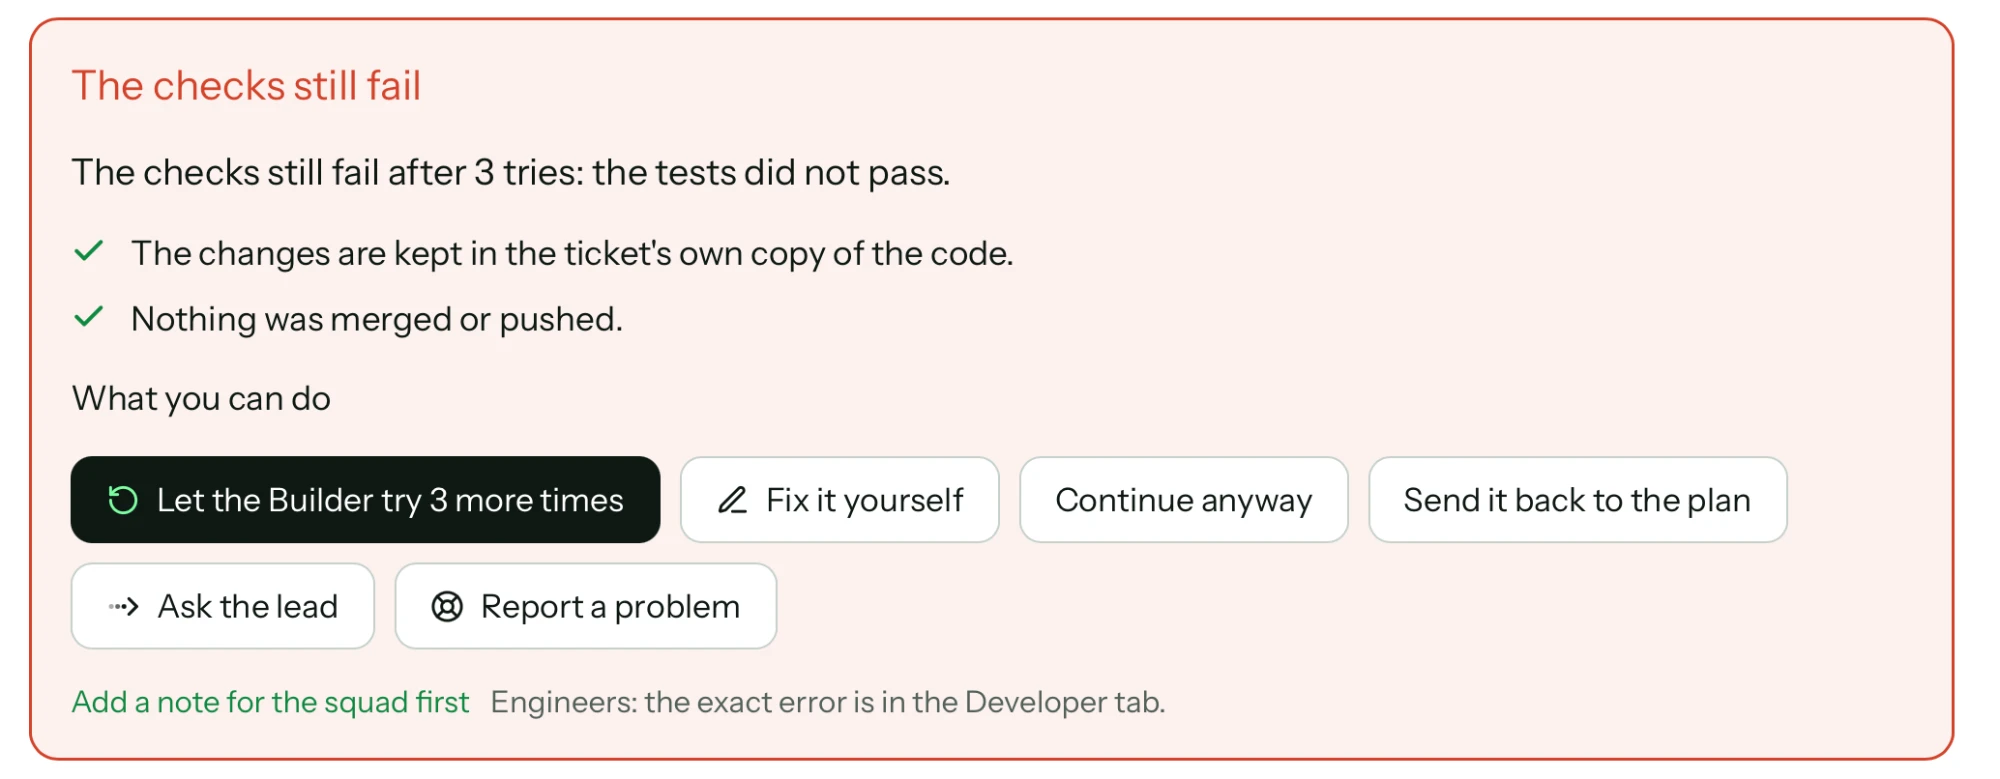 The checks still fail
The checks still fail after 3 tries: the tests did not pass.
The changes are kept in the ticket's own copy of the code.
Nothing was merged or pushed.
What you can do
Let the Builder try 3 more times
Fix it yourself
Continue anyway
Send it back to the plan
Ask the lead
Report a problem
Add a note for the squad first
Engineers: the exact error is in the Developer tab.